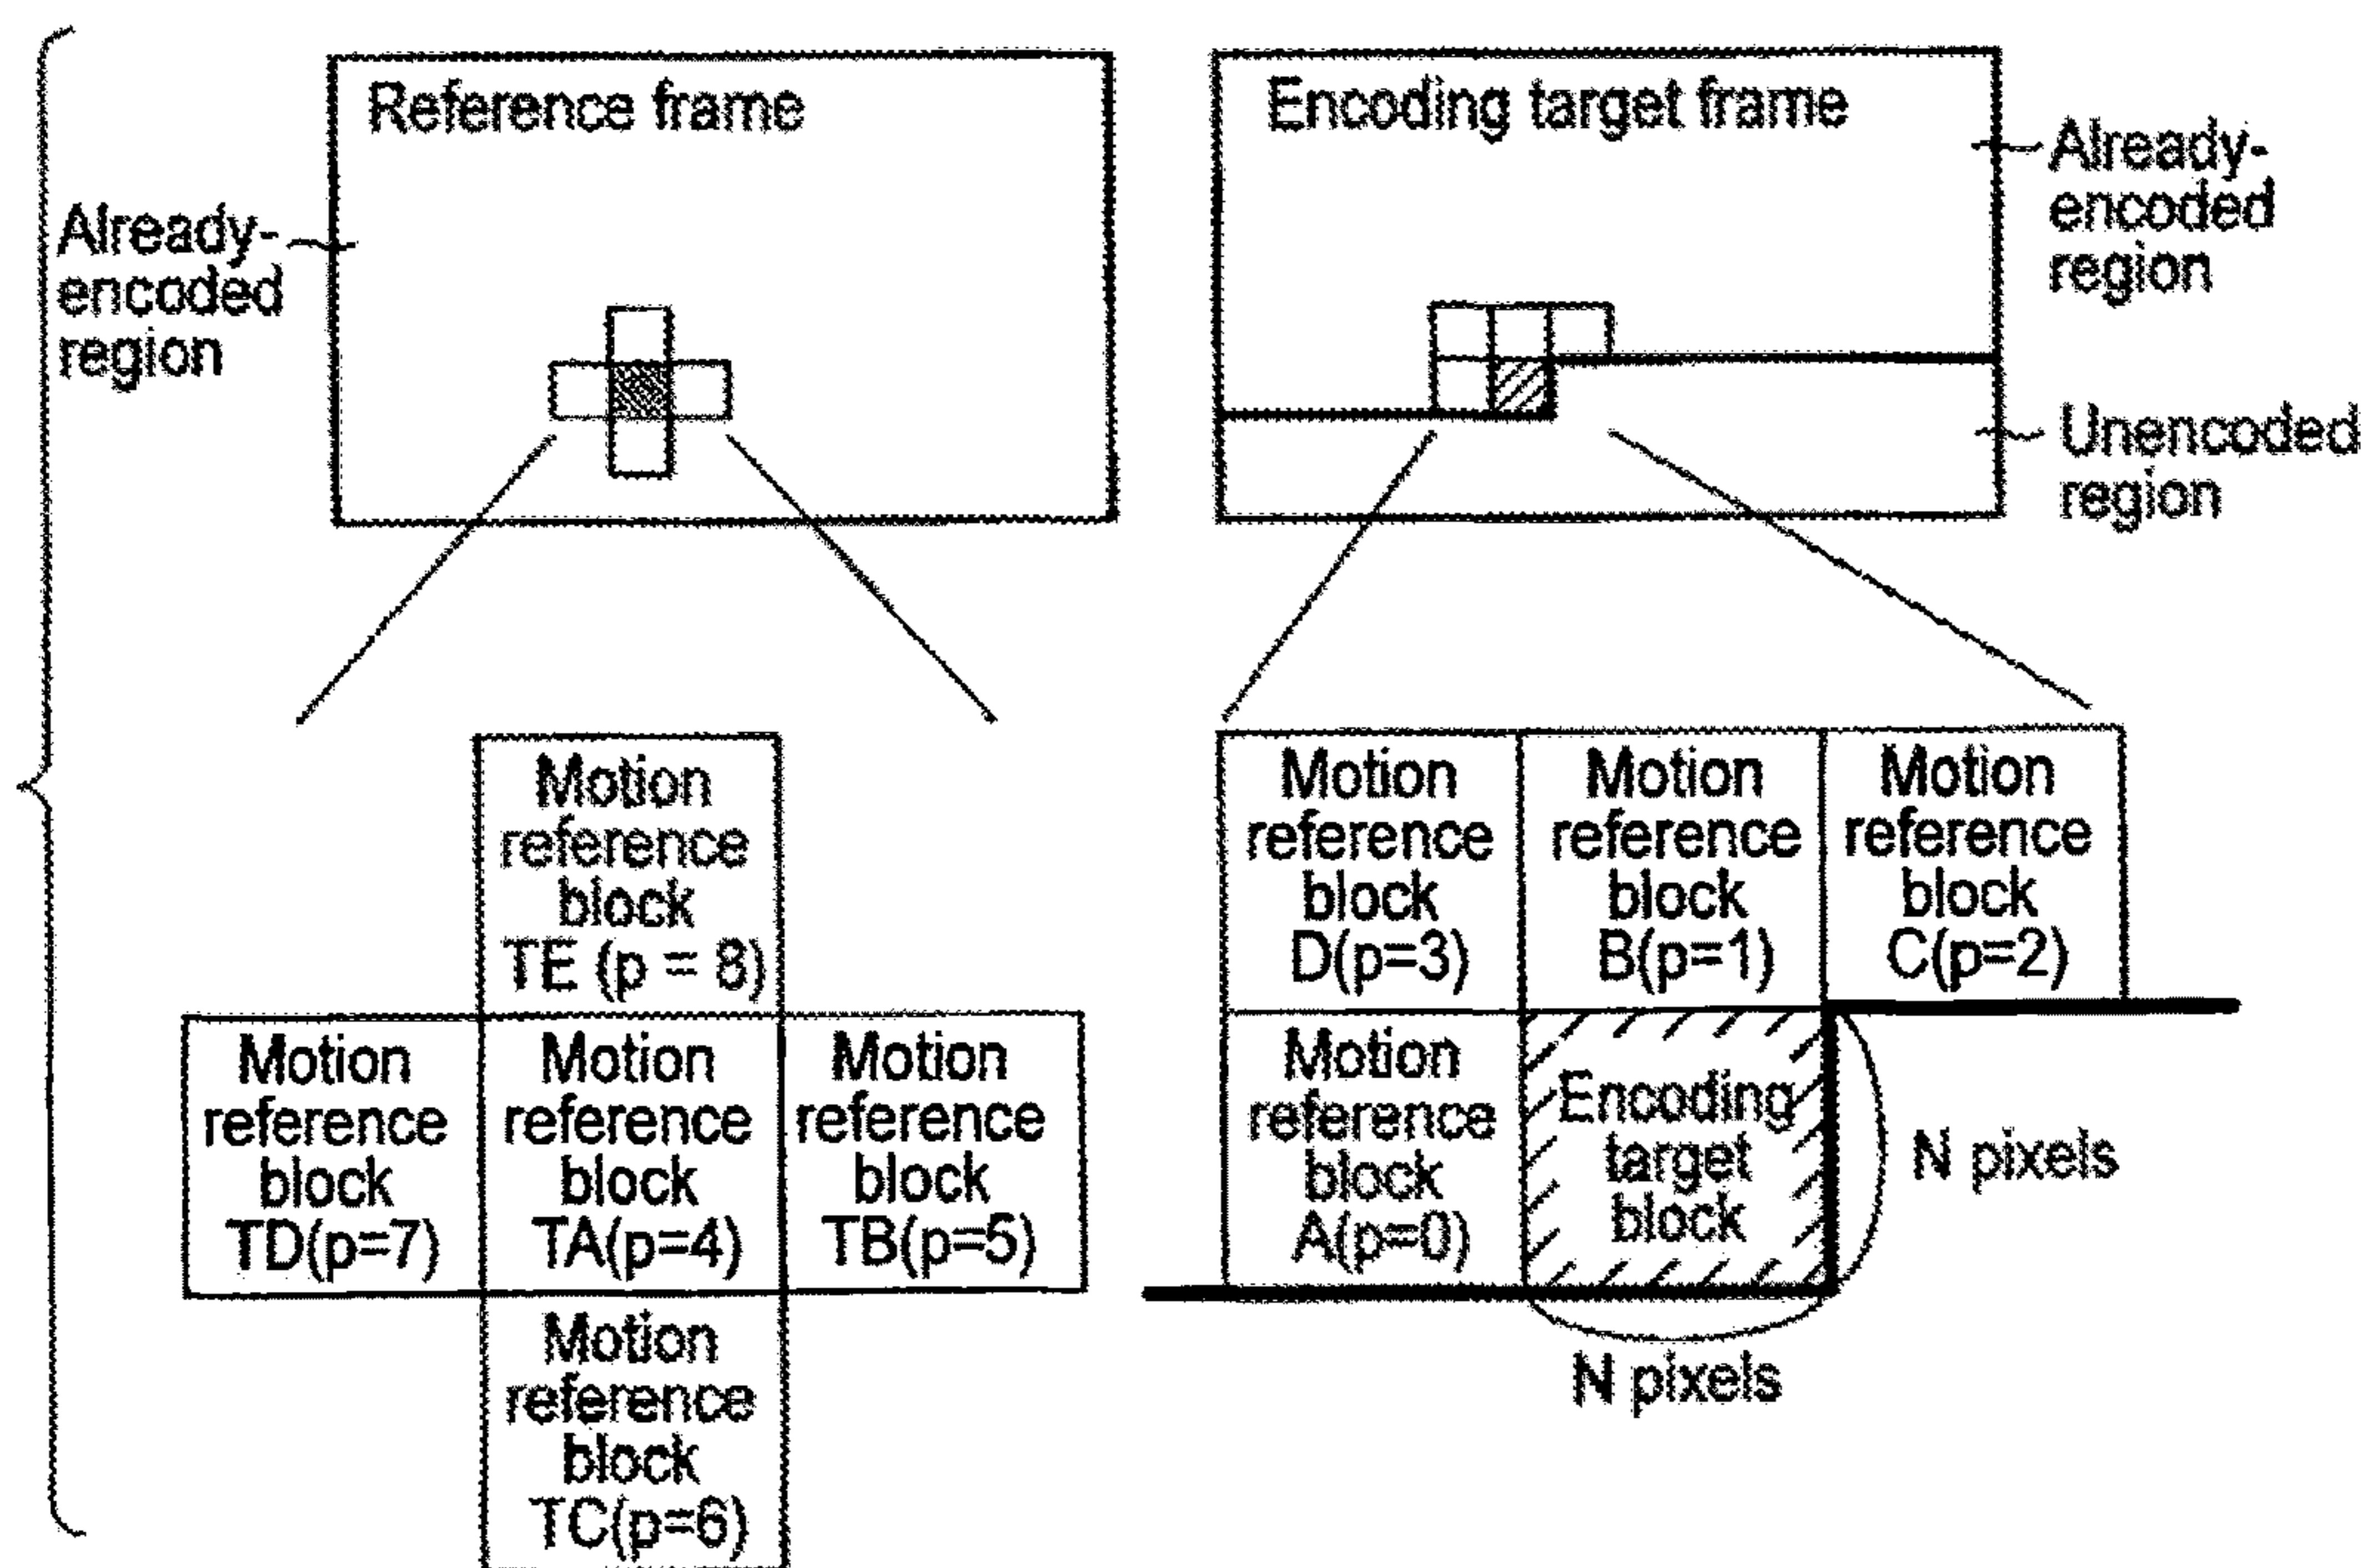 Reference frame
Already-
encoded
region
Encoding target frame
Already-
encoded
region
Unencoded
region
Motion
reference
block
TE (p = 8)
Motion
reference
block
TD(p=7)
Motion
reference
block
TA(p=4)
Motion
reference
block
TB(p=5)
Motion
reference
block
TC(p=6)
Motion
reference
block
D(p=3)
Motion
reference
block
B(p=1)
Motion
reference
block
C(p=2)
Motion
reference
block
A(p=0)
Encoding
target
block
N pixels
N pixels